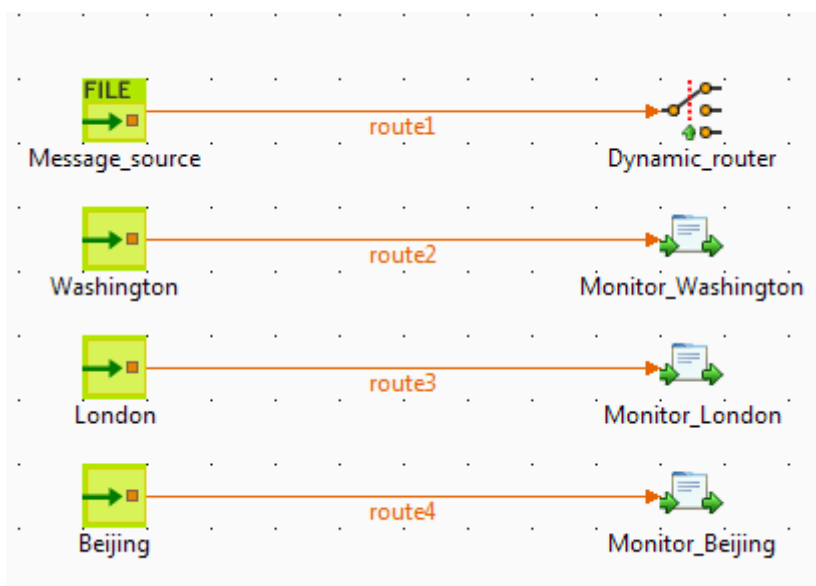 FILE
route1
Message_source
Dynamic_router
route2
Washington
Monitor_Washington
route3
London
Monitor_London
route4
Beijing
Monitor_Beijing